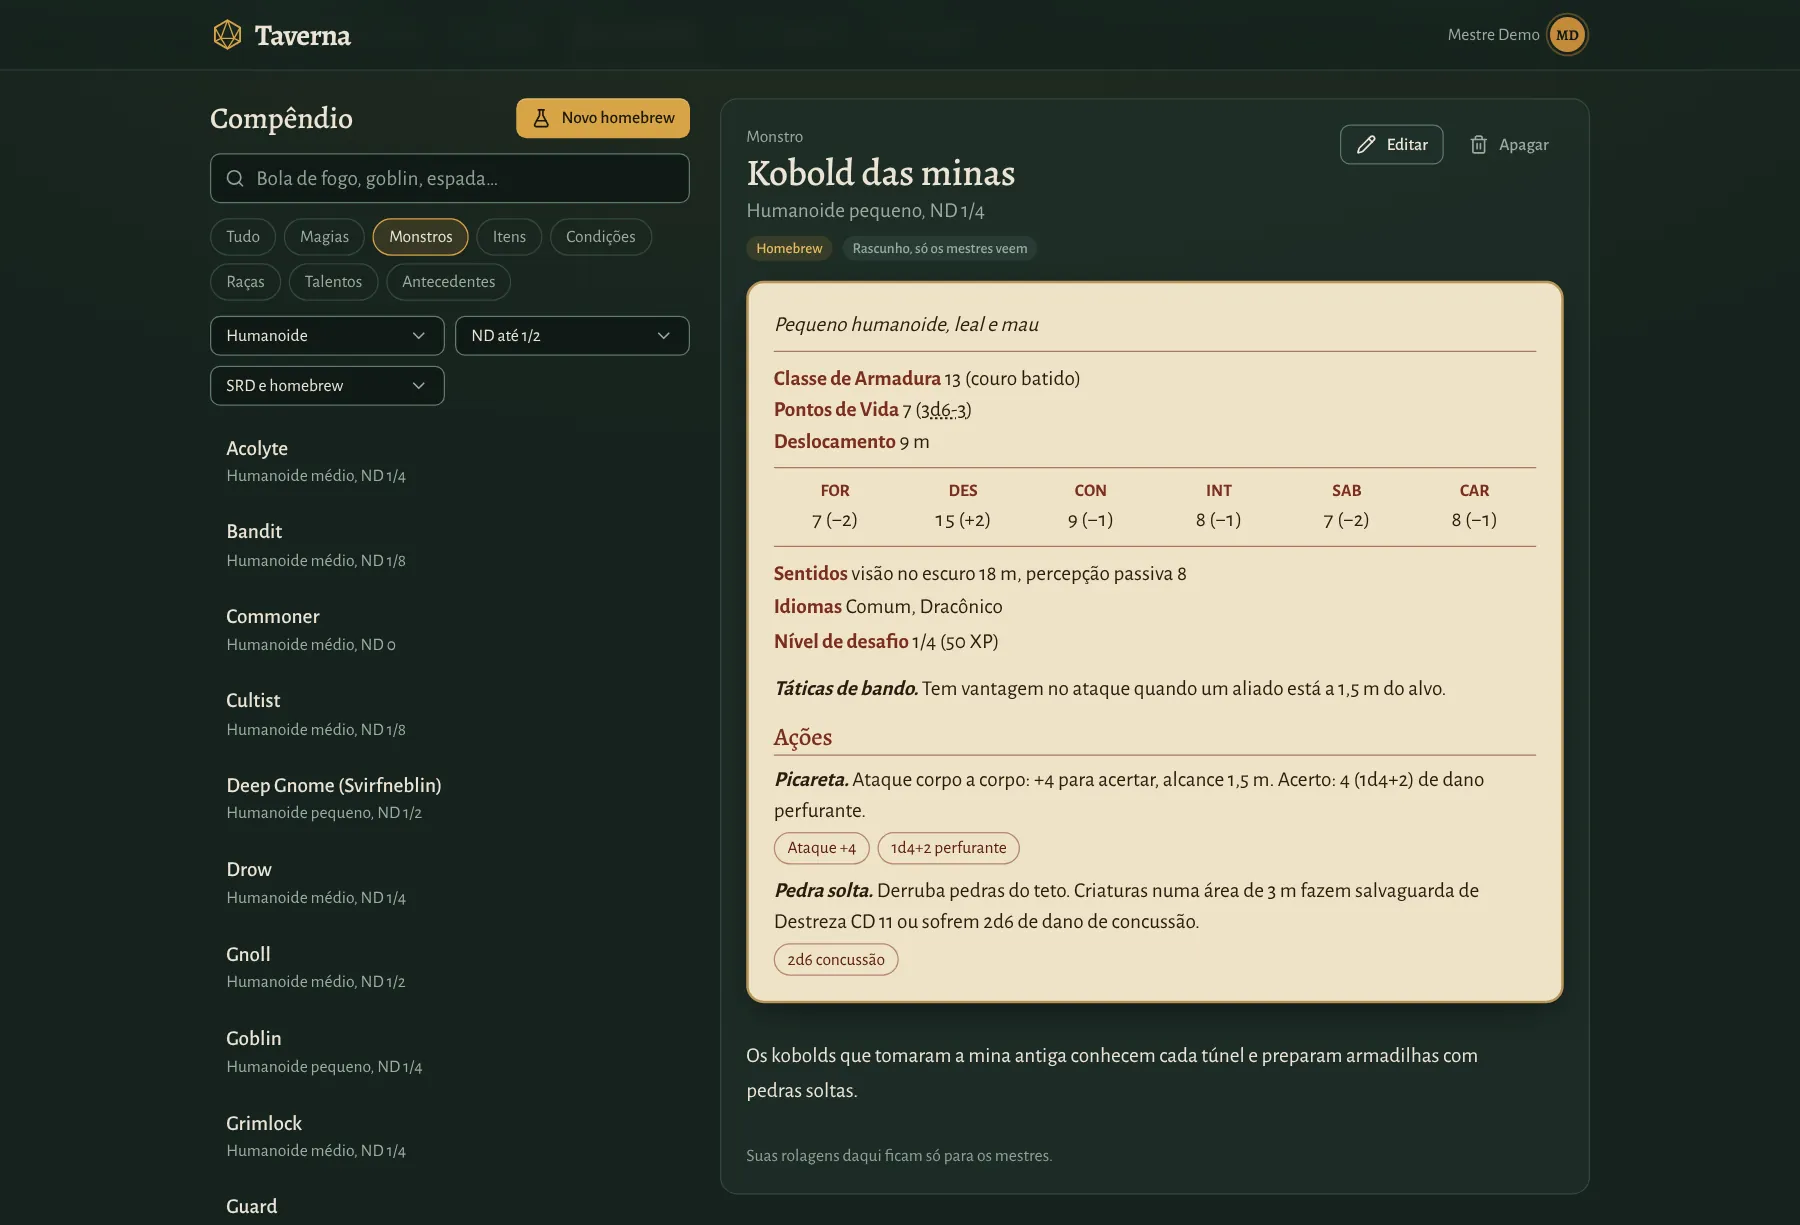 Taverna
Mestre Demo
MD
Compêndio
Novo homebrew
Bola de fogo, goblin, espada...
Tudo
Magias
Monstros
Itens
Condições
Raças
Talentos
Antecedentes
Humanoide
ND até 1/2
SRD e homebrew
Acolyte
Humanoide médio, ND 1/4
Bandit
Humanoide médio, ND 1/8
Commoner
Humanoide médio, ND 0
Cultist
Humanoide médio, ND 1/8
Deep Gnome (Svirfneblin)
Humanoide pequeno, ND 1/2
Drow
Humanoide médio, ND 1/4
Gnoll
Humanoide médio, ND 1/2
Goblin
Humanoide pequeno, ND 1/4
Grimlock
Humanoide médio, ND 1/4
Guard
Monstro
Kobold das minas
Humanoide pequeno, ND 1/4
Editar
Apagar
Homebrew
Rascunho, só os mestres veem
Pequeno humanoide, leal e mau
Classe de Armadura 13 (couro batido)
Pontos de Vida 7 (3d6-3)
Deslocamento 9 m
FOR DES CON INT SAB CAR
7 (−2) 15 (+2) 9 (−1) 8 (−1) 7 (−2) 8 (−1)
Sentidos visão no escuro 18 m, percepção passiva 8
Idiomas Comum, Dracônico
Nível de desafio 1/4 (50 XP)
Táticas de bando. Tem vantagem no ataque quando um aliado está a 1,5 m do alvo.
Ações
Picareta. Ataque corpo a corpo: +4 para acertar, alcance 1,5 m. Acerto: 4 (1d4+2) de dano
perfurante.
Ataque +4
1d4+2 perfurante
Pedra solta. Derruba pedras do teto. Criaturas numa área de 3 m fazem salvaguarda de
Destreza CD 11 ou sofrem 2d6 de dano de concussão.
2d6 concussão
Os kobolds que tomaram a mina antiga conhecem cada túnel e preparam armadilhas com
pedras soltas.
Suas rolagens daqui ficam só para os mestres.